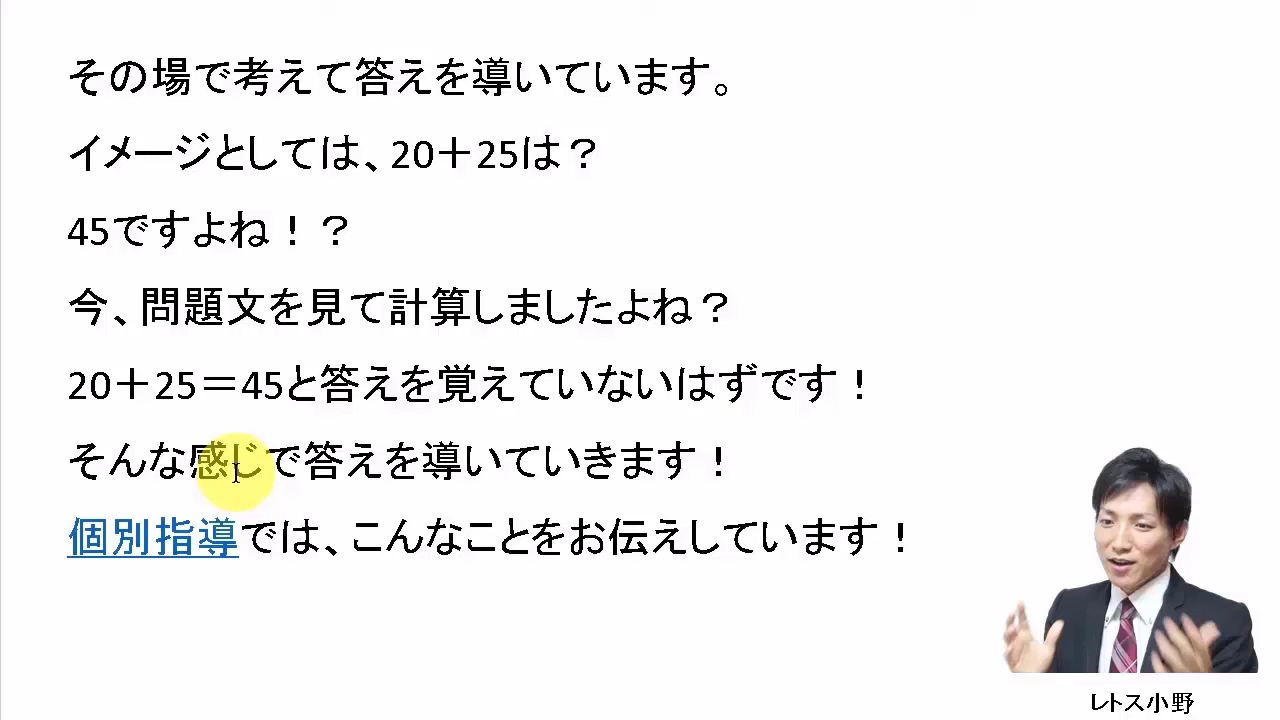 その場で考えて答えを導いています。
イメージとしては、20＋25は？
45ですよね！？
今、問題文を見て計算しましたよね？
20＋25＝45と答えを覚えていないはずです！
そんな感じで答えを導いていきます！
個別指導では、こんなことをお伝えしています！
レトス小野